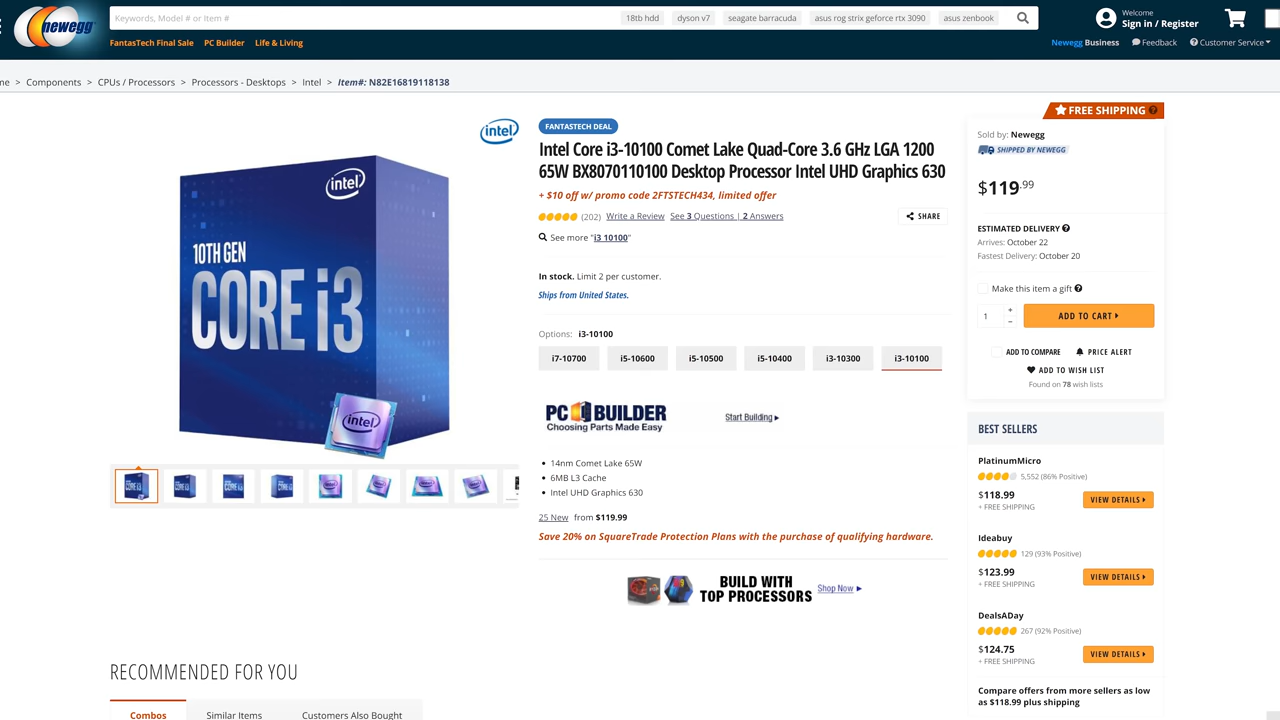 newegg
Keywords, Model # or Item #
18tb hdd
dyson v7
seagate barracuda
asus rog strix geforce rtx 3090
asus zenbook
Welcome
Sign in / Register
FantasTech Final Sale
PC Builder
Life & Living
Newegg Business
Feedback
Customer Service
me > Components > CPUs / Processors > Processors - Desktops > Intel > Item#: N82E16819118138
FREE SHIPPING
intel
FANTASTECH DEAL
Intel Core i3-10100 Comet Lake Quad-Core 3.6 GHz LGA 1200
65W BX8070110100 Desktop Processor Intel UHD Graphics 630
+ $10 off w/ promo code 2FTSTECH434, limited offer
(202) Write a Review See 3 Questions | 2 Answers
SHARE
See more "i3 10100"
In stock. Limit 2 per customer.
Ships from United States.
Options: i3-10100
i7-10700
i5-10600
i5-10500
i5-10400
i3-10300
i3-10100
PC BUILDER
Choosing Parts Made Easy
Start Building
• 14nm Comet Lake 65W
• 6MB L3 Cache
• Intel UHD Graphics 630
25 New from $119.99
Save 20% on SquareTrade Protection Plans with the purchase of qualifying hardware.
BUILD WITH
TOP PROCESSORS
Shop Now
intel
10TH GEN
CORE i3
intel
Sold by: Newegg
SHIPPED BY NEWEGG
$119.99
ESTIMATED DELIVERY
Arrives: October 22
Fastest Delivery: October 20
Make this item a gift
1
+
−
ADD TO CART
ADD TO COMPARE
PRICE ALERT
ADD TO WISH LIST
Found on 78 wish lists
BEST SELLERS
PlatinumMicro
5,552 (86% Positive)
$118.99
+ FREE SHIPPING
VIEW DETAILS
Ideabuy
129 (93% Positive)
$123.99
+ FREE SHIPPING
VIEW DETAILS
DealsADay
267 (92% Positive)
$124.75
+ FREE SHIPPING
VIEW DETAILS
Compare offers from more sellers as low
as $118.99 plus shipping
RECOMMENDED FOR YOU
Combos
Similar Items
Customers Also Bought